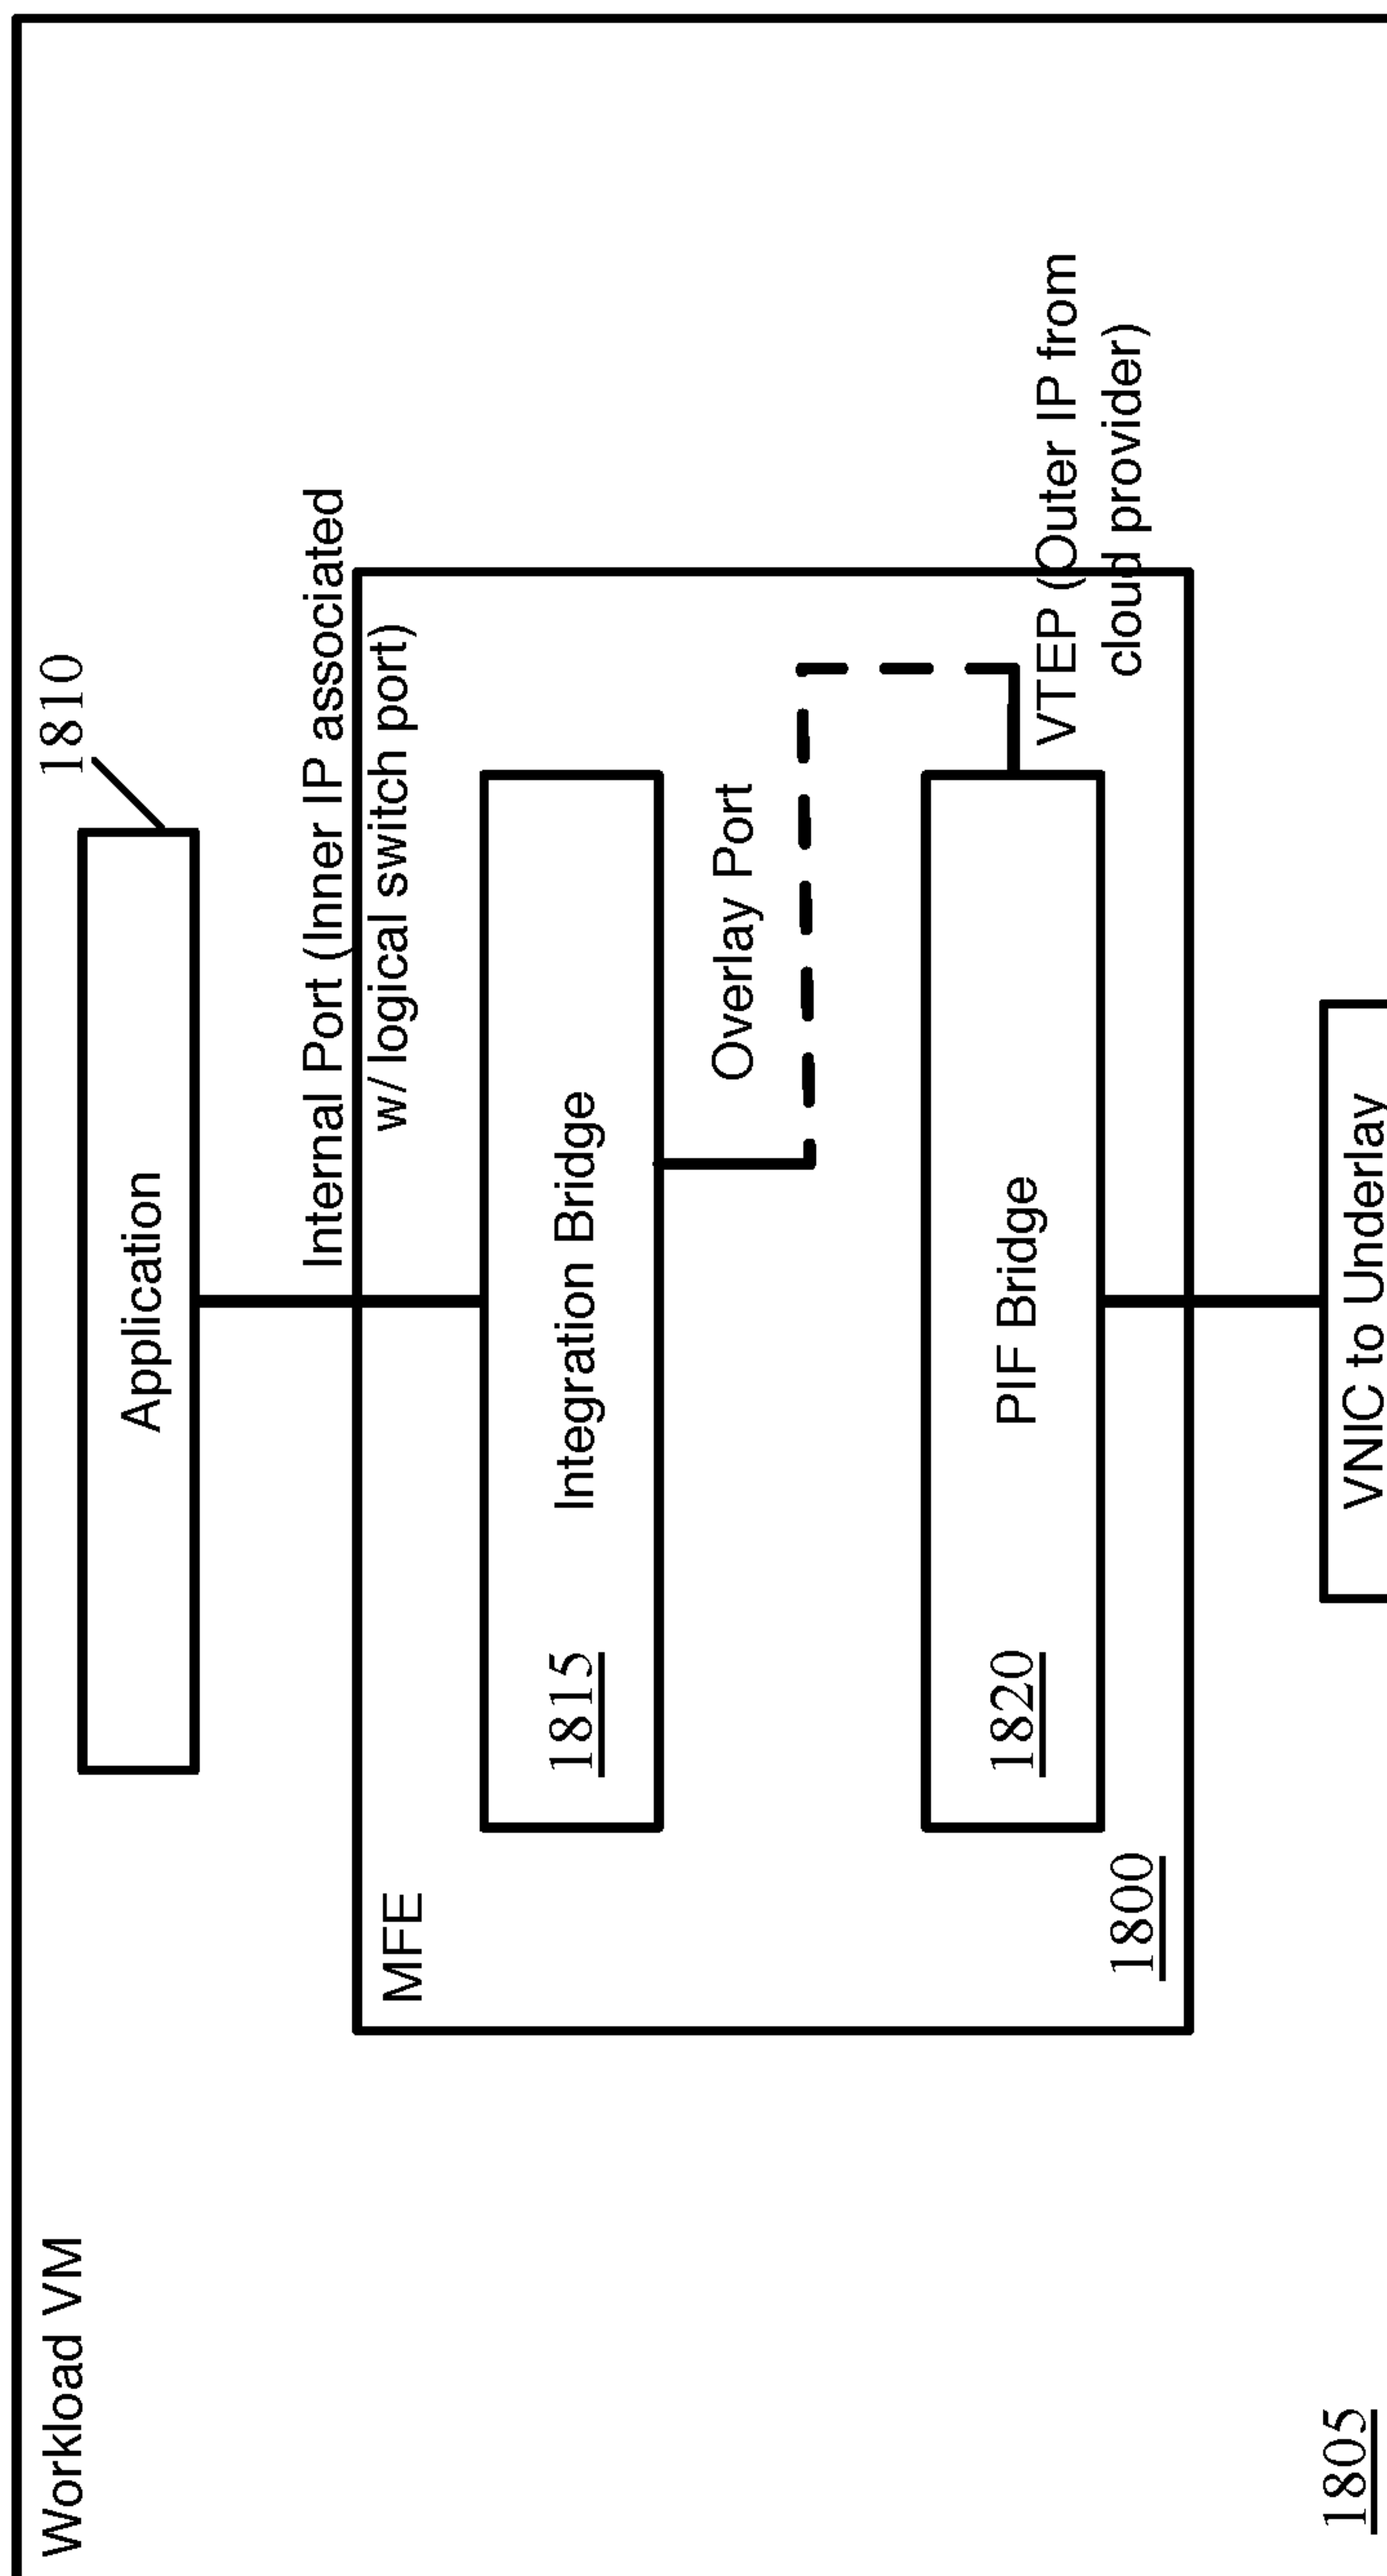 Workload VM
1810
Application
Internal Port (Inner IP associated
w/ logical switch port)
MFE
1815
Integration Bridge
Overlay Port
1820
PIF Bridge
VTEP (Outer IP from
cloud provider)
1800
VNIC to Underlay
1805